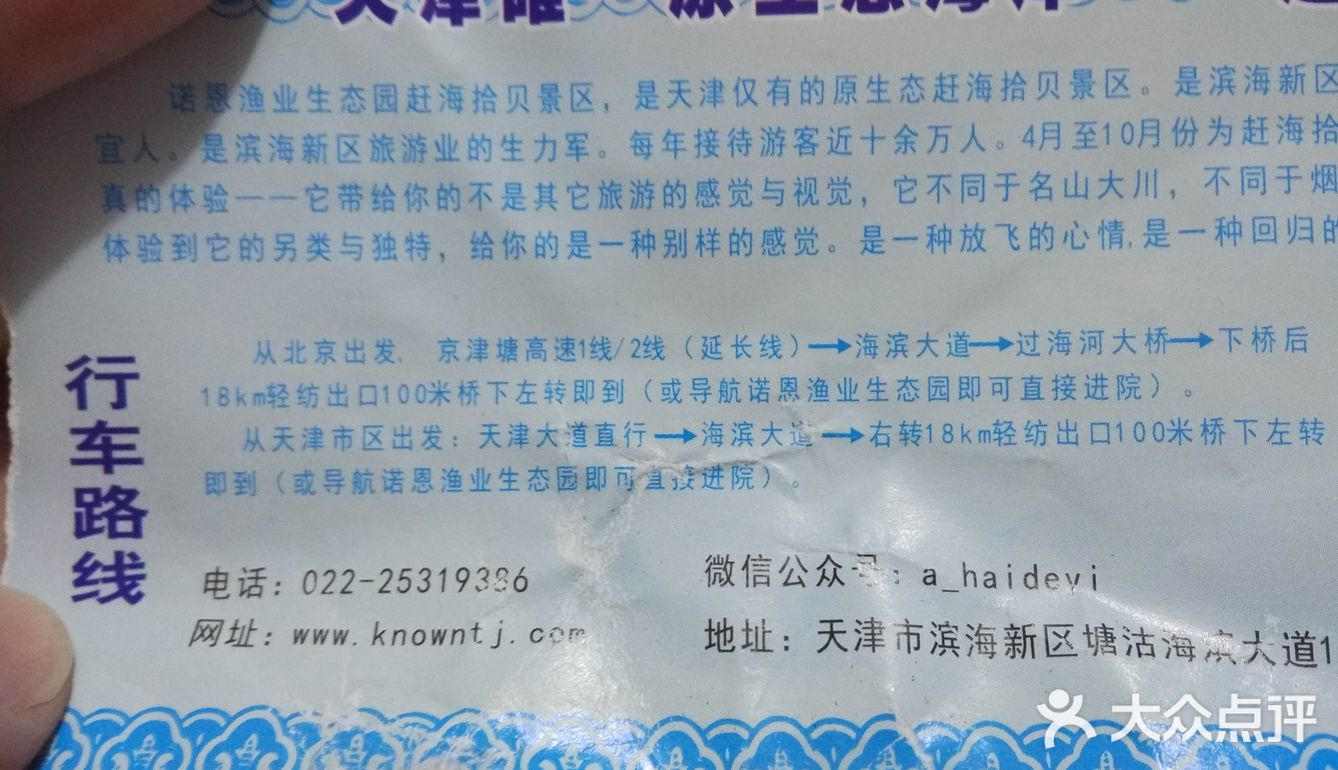 诺恩渔业生态园赶海拾贝景区，是天津仅有的原生态赶海拾贝景区。是滨海新区
宜人。是滨海新区旅游业的生力军。每年接待游客近十余万人。4月至10月份为赶海拾
真的体验——它带给你的不是其它旅游的感觉与视觉，它不同于名山大川，不同于烟
体验到它的另类与独特，给你的是一种别样的感觉。是一种放飞的心情,是一种回归的
行车路线
从北京出发. 京津塘高速1线/2线（延长线）→海滨大道→过海河大桥→下桥后
18km轻纺出口100米桥下左转即到（或导航诺恩渔业生态园即可直接进院）。
从天津市区出发：天津大道直行→海滨大道→右转18km轻纺出口100米桥下左转
即到（或导航诺恩渔业生态园即可直接进院）。
电话：022-25319386
微信公众号：a_haideyi
网址：www.knowntj.com
地址：天津市滨海新区塘沽海滨大道1
大众点评